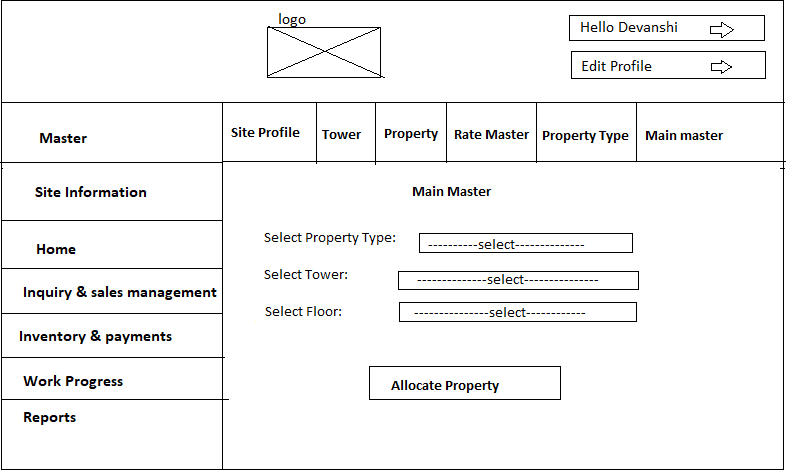 logo
Hello Devanshi
Edit Profile
Master
Site Profile
Tower
Property
Rate Master
Property Type
Main master
Site Information
Main Master
Home
Select Property Type:
----------select--------------
Select Tower:
--------------select---------------
Inquiry & sales management
Select Floor:
---------------select------------
Inventory & payments
Work Progress
Allocate Property
Reports